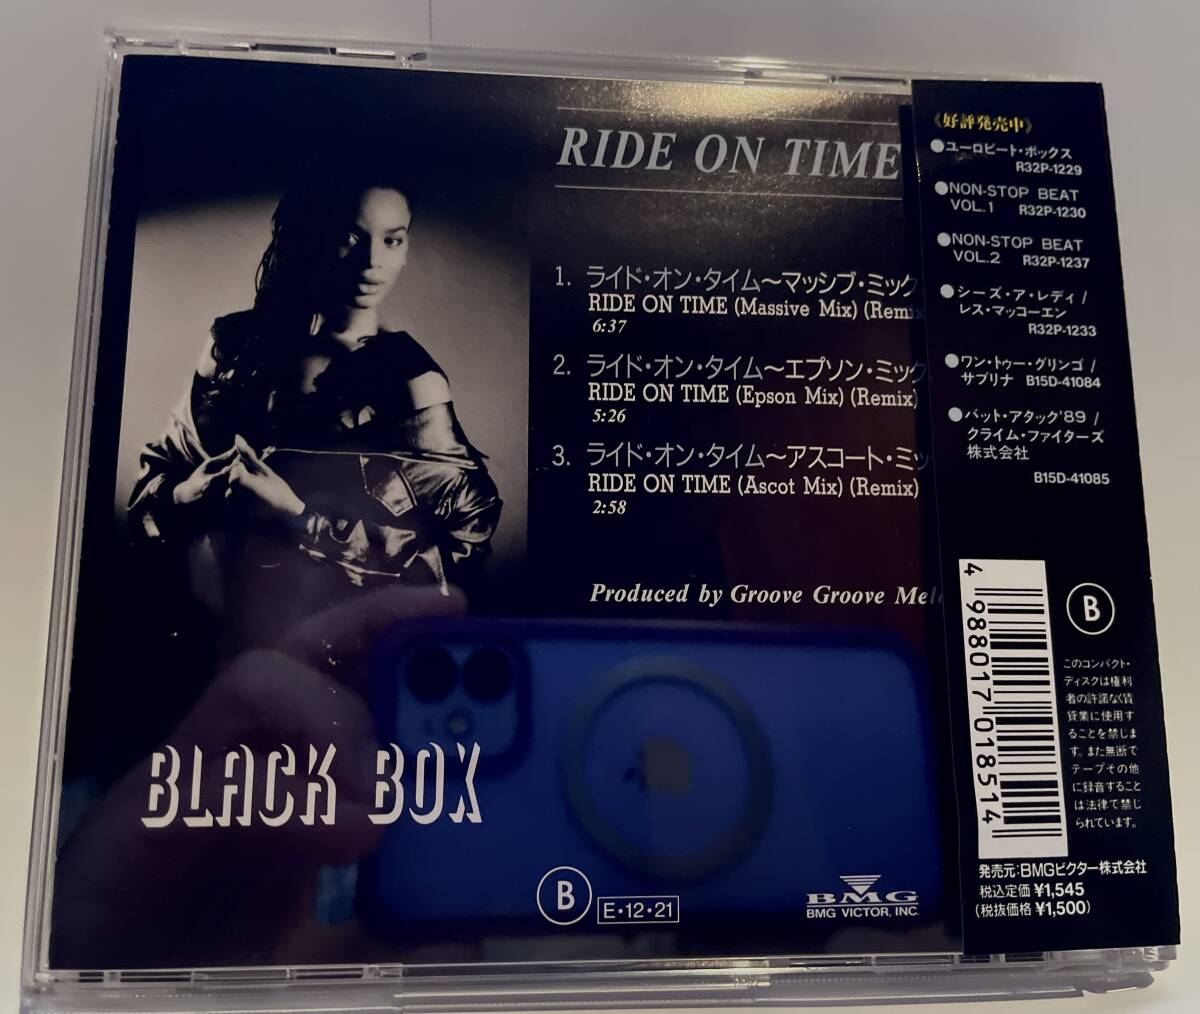 RIDE ON TIME
1. ライド・オン・タイム～マッシブ・ミック
RIDE ON TIME (Massive Mix) (Remix
6:37
2. ライド・オン・タイム～エプソン・ミック
RIDE ON TIME (Epson Mix) (Remix)
5:26
3. ライド・オン・タイム～アスコート・ミッ
RIDE ON TIME (Ascot Mix) (Remix)
2:58
Produced by Groove Groove Mel
BLACK BOX
B
E・12・21
BMG
BMG VICTOR, INC.
《好評発売中》
●ユーロビート・ボックス
R32P-1229
●NON-STOP BEAT
VOL.1 R32P-1230
●NON-STOP BEAT
VOL.2 R32P-1237
●シーズ・ア・レディ/
レス・マッコーエン
R32P-1233
●ワン・トゥー・グリンゴ/
サブリナ B15D-41084
●バット・アタック'89/
クライム・ファイターズ
株式会社
B15D-41085
4 988017 018514
B
このコンパクト・
ディスクは権利
者の許諾なく賃
貸業に使用す
ることを禁じま
す。また無断で
テープその他
に録音すること
は法律で禁じ
られています。
発売元:BMGビクター株式会社
税込定価 ¥1,545
(税抜価格 ¥1,500)